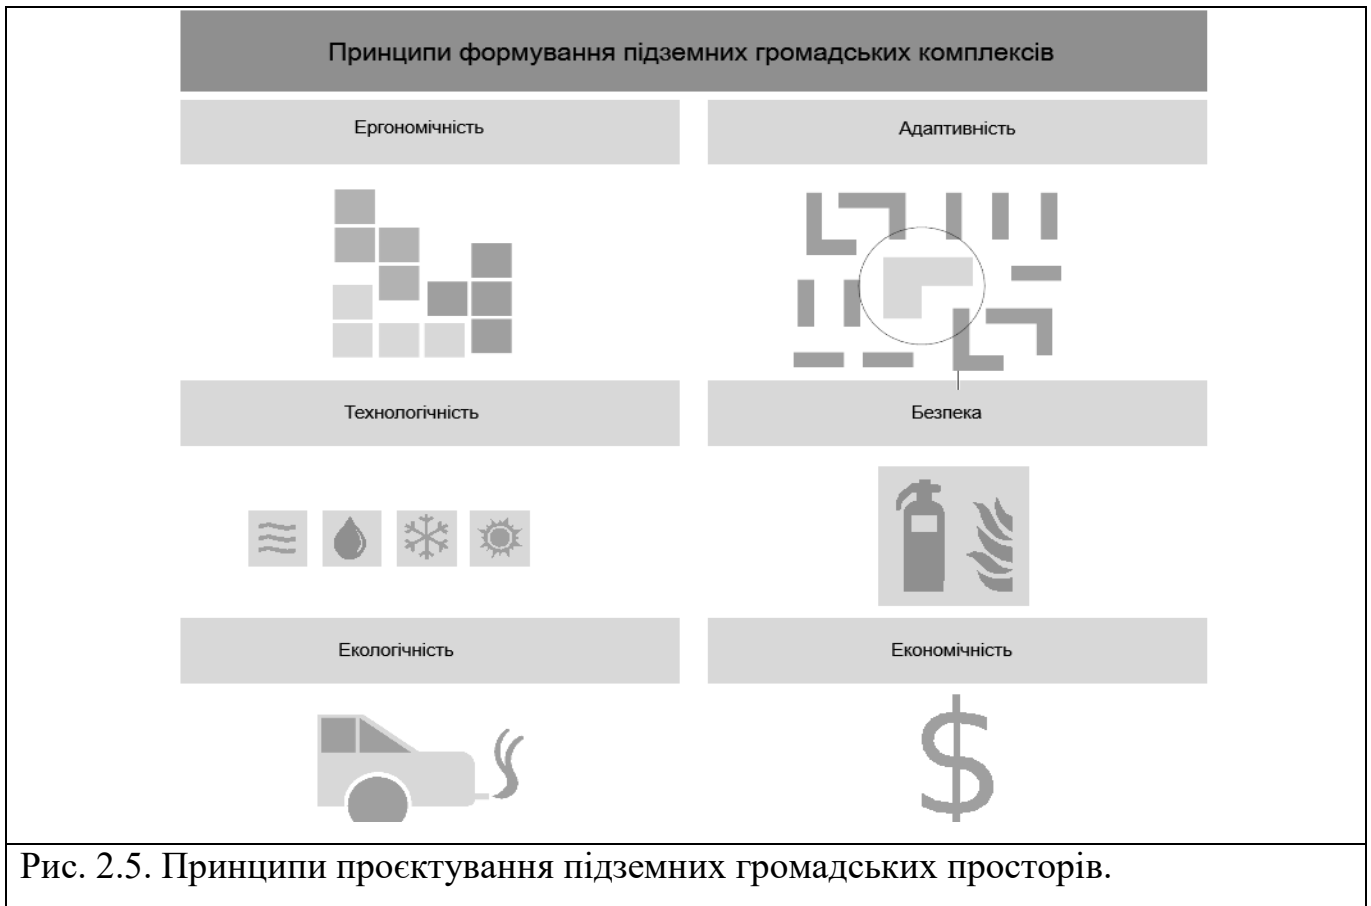 Принципи формування підземних громадських комплексів
Ергономічність
Адаптивність
Технологічність
Безпека
Екологічність
Економічність
$
Рис. 2.5. Принципи проєктування підземних громадських просторів.